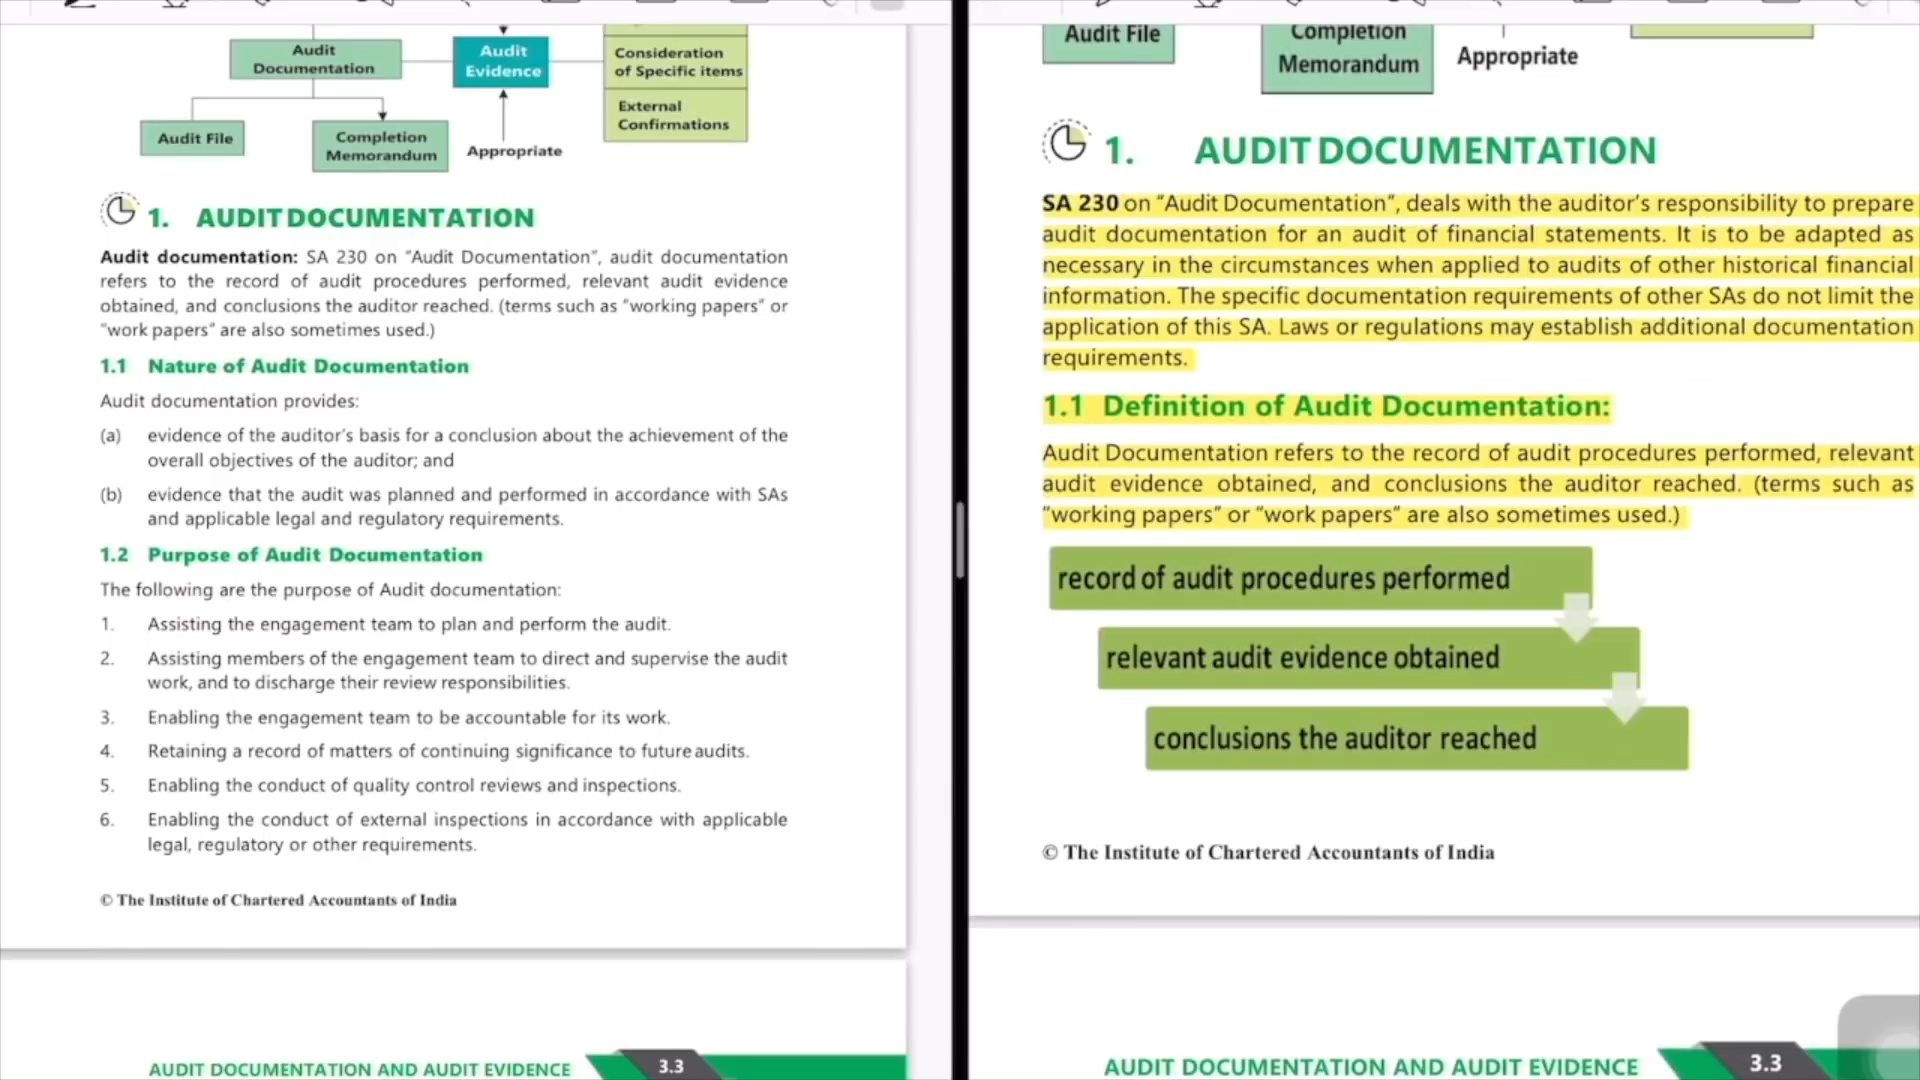 Audit
Documentation
Audit
Evidence
Consideration
of Specific items
External
Confirmations
Audit File
Completion
Memorandum
Appropriate
1. AUDIT DOCUMENTATION
Audit documentation: SA 230 on "Audit Documentation", audit documentation
refers to the record of audit procedures performed, relevant audit evidence
obtained, and conclusions the auditor reached. (terms such as "working papers" or
"work papers" are also sometimes used.)
1.1 Nature of Audit Documentation
Audit documentation provides:
(a) evidence of the auditor's basis for a conclusion about the achievement of the
overall objectives of the auditor; and
(b) evidence that the audit was planned and performed in accordance with SAs
and applicable legal and regulatory requirements.
1.2 Purpose of Audit Documentation
The following are the purpose of Audit documentation:
1. Assisting the engagement team to plan and perform the audit.
2. Assisting members of the engagement team to direct and supervise the audit
work, and to discharge their review responsibilities.
3. Enabling the engagement team to be accountable for its work.
4. Retaining a record of matters of continuing significance to future audits.
5. Enabling the conduct of quality control reviews and inspections.
6. Enabling the conduct of external inspections in accordance with applicable
legal, regulatory or other requirements.
© The Institute of Chartered Accountants of India
AUDIT DOCUMENTATION AND AUDIT EVIDENCE 3.3
Audit File
Completion
Memorandum
Appropriate
1. AUDIT DOCUMENTATION
SA 230 on "Audit Documentation", deals with the auditor's responsibility to prepare
audit documentation for an audit of financial statements. It is to be adapted as
necessary in the circumstances when applied to audits of other historical financial
information. The specific documentation requirements of other SAs do not limit the
application of this SA. Laws or regulations may establish additional documentation
requirements.
1.1 Definition of Audit Documentation:
Audit Documentation refers to the record of audit procedures performed, relevant
audit evidence obtained, and conclusions the auditor reached. (terms such as
"working papers" or "work papers" are also sometimes used.)
record of audit procedures performed
relevant audit evidence obtained
conclusions the auditor reached
© The Institute of Chartered Accountants of India
AUDIT DOCUMENTATION AND AUDIT EVIDENCE 3.3